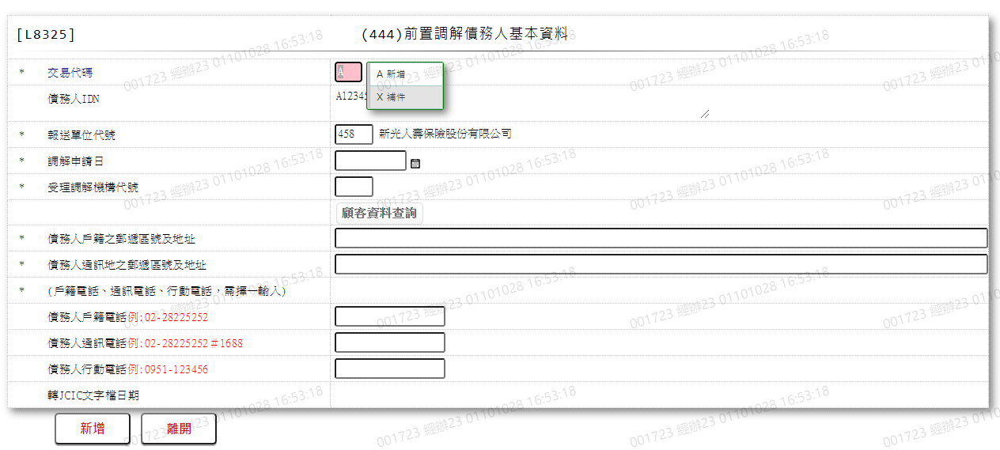 [L8325] (444)前置調解債務人基本資料
* 交易代碼 A A 新增
X 補件
債務人IDN A12345
* 報送單位代號 458 新光人壽保險股份有限公司
* 調解申請日
* 受理調解機構代號
顧客資料查詢
* 債務人戶籍之郵遞區號及地址
* 債務人通訊地之郵遞區號及地址
* (戶籍電話、通訊電話、行動電話，需擇一輸入)
債務人戶籍電話例:02-28225252
債務人通訊電話例:02-28225252＃1688
債務人行動電話例:0951-123456
轉JCIC文字檔日期
新增 離開
001723 經辦23 01101028 16:53:18